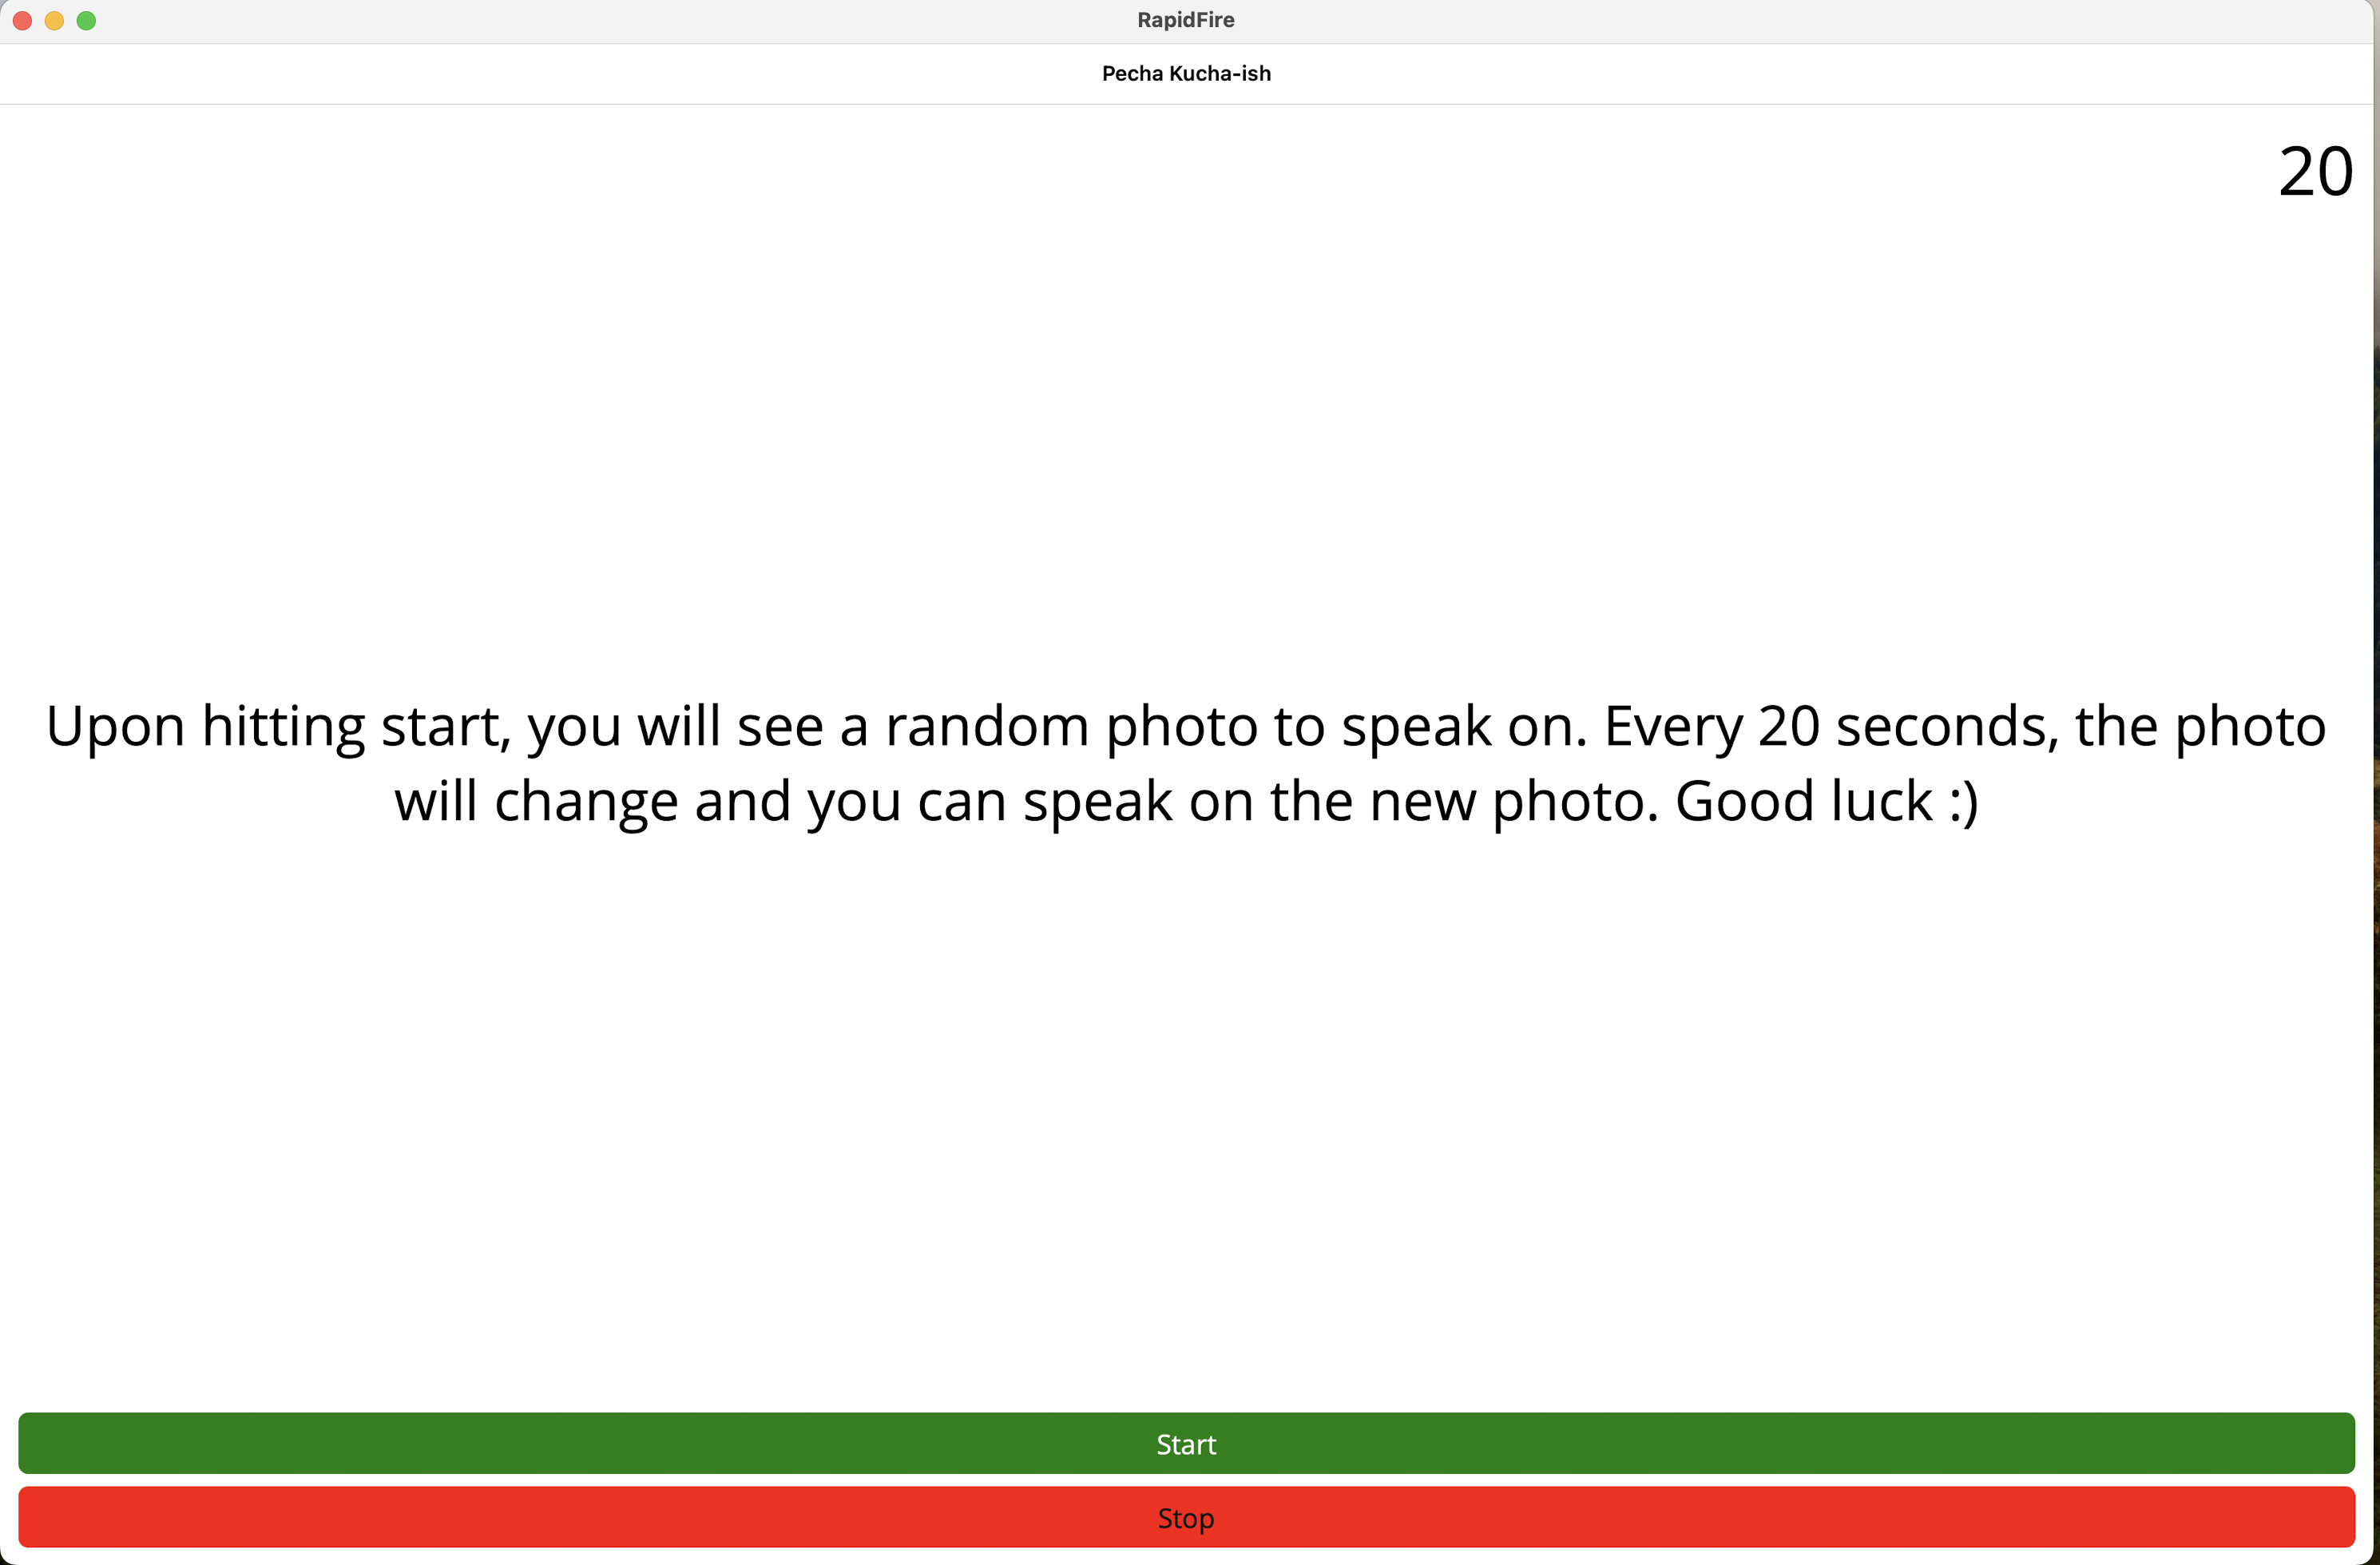 RapidFire
Pecha Kucha-ish
20
Upon hitting start, you will see a random photo to speak on. Every 20 seconds, the photo
will change and you can speak on the new photo. Good luck :)
Start
Stop